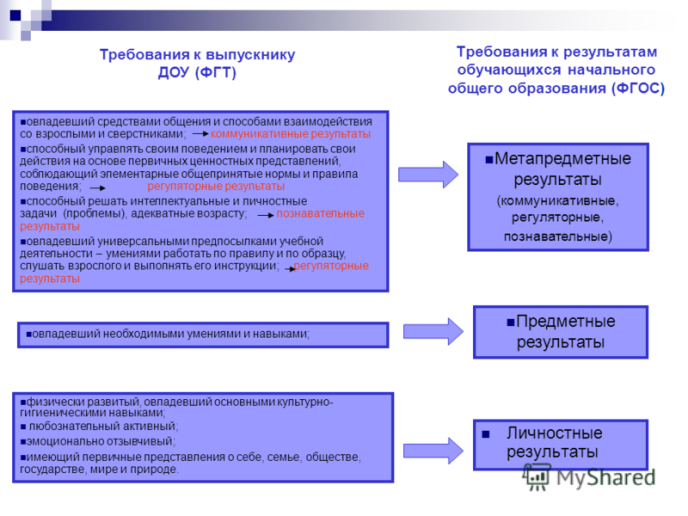 Требования к выпускнику
ДОУ (ФГТ)
Требования к результатам
обучающихся начального
общего образования (ФГОС)
овладевший средствами общения и способами взаимодействия
со взрослыми и сверстниками; коммуникативные результаты
способный управлять своим поведением и планировать свои
действия на основе первичных ценностных представлений,
соблюдающий элементарные общепринятые нормы и правила
поведения; регуляторные результаты
способный решать интеллектуальные и личностные
задачи (проблемы), адекватные возрасту; познавательные
результаты
овладевший универсальными предпосылками учебной
деятельности – умениями работать по правилу и по образцу,
слушать взрослого и выполнять его инструкции; регуляторные
результаты
Метапредметные
результаты
(коммуникативные,
регуляторные,
познавательные)
овладевший необходимыми умениями и навыками;
Предметные
результаты
физически развитый, овладевший основными культурно-
гигиеническими навыками;
любознательный активный;
эмоционально отзывчивый;
имеющий первичные представления о себе, семье, обществе,
государстве, мире и природе.
Личностные
результаты
MyShared